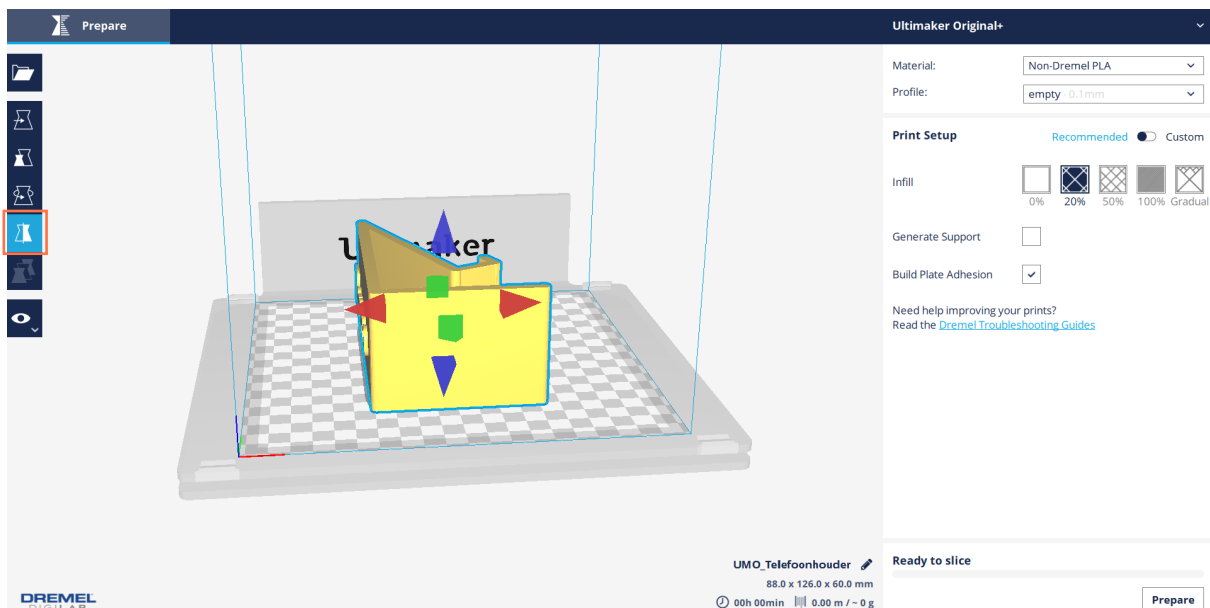 Prepare
Ultimaker Original+
Material:
Non-Dremel PLA
Profile:
empty - 0.1mm
Print Setup
Recommended
Custom
Infill
0%
20%
50%
100%
Gradual
Generate Support
Build Plate Adhesion
Need help improving your prints?
Read the Dremel Troubleshooting Guides
UMO_Telefoonhouder
88.0 x 126.0 x 60.0 mm
00h 00min
0.00 m / ~ 0 g
Ready to slice
Prepare
DREMEL
DIGILAB